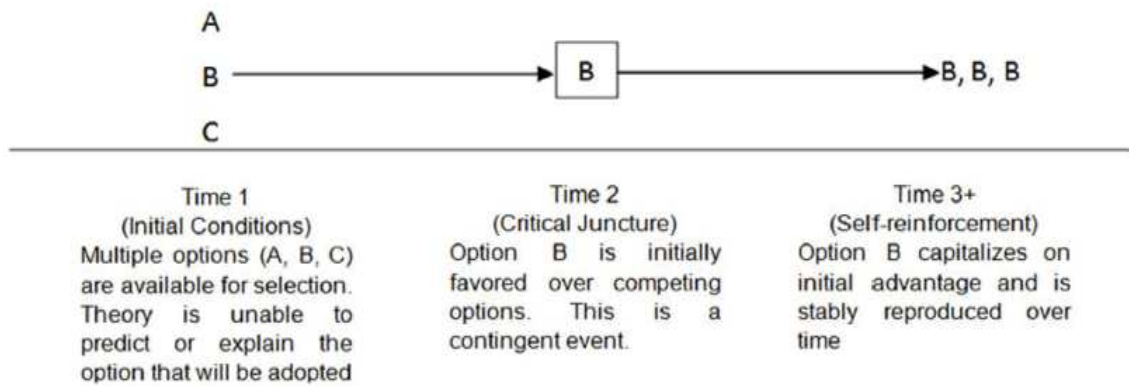 A
B
B
B, B, B
C
Time 1
(Initial Conditions)
Multiple options (A, B, C)
are available for selection.
Theory is unable to
predict or explain the
option that will be adopted
Time 2
(Critical Juncture)
Option B is initially
favored over competing
options. This is a
contingent event.
Time 3+
(Self-reinforcement)
Option B capitalizes on
initial advantage and is
stably reproduced over
time